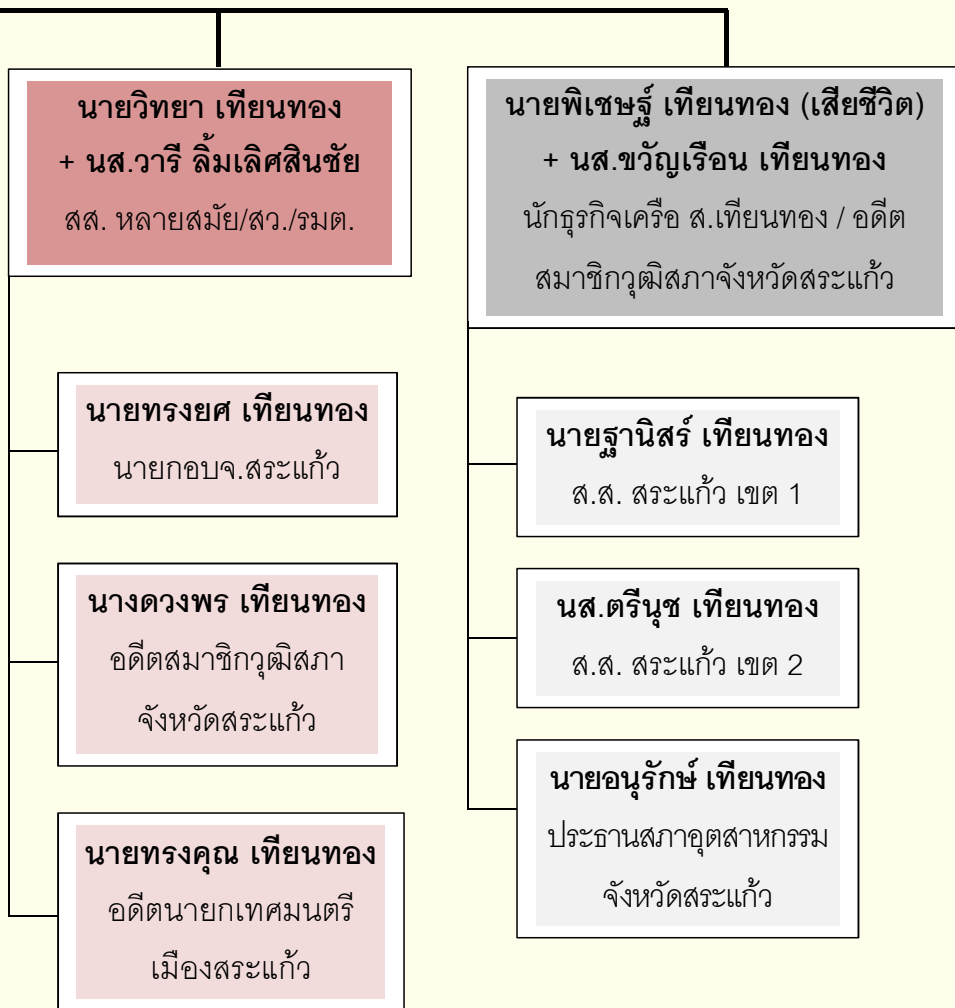 นายวิทยา เทียนทอง
+ นส.วารี ลิ้มเลิศสินชัย
สส. หลายสมัย/สว./รมต.
นายทรงยศ เทียนทอง
นายกอบจ.สระแก้ว
นางดวงพร เทียนทอง
อดีตสมาชิกวุฒิสภา
จังหวัดสระแก้ว
นายทรงคุณ เทียนทอง
อดีตนายกเทศมนตรี
เมืองสระแก้ว
นายพิเชษฐ์ เทียนทอง (เสียชีวิต)
+ นส.ขวัญเรือน เทียนทอง
นักธุรกิจเครือ ส.เทียนทอง / อดีต
สมาชิกวุฒิสภาจังหวัดสระแก้ว
นายฐานิสร์ เทียนทอง
ส.ส. สระแก้ว เขต 1
นส.ตรีนุช เทียนทอง
ส.ส. สระแก้ว เขต 2
นายอนุรักษ์ เทียนทอง
ประธานสภาอุตสาหกรรม
จังหวัดสระแก้ว